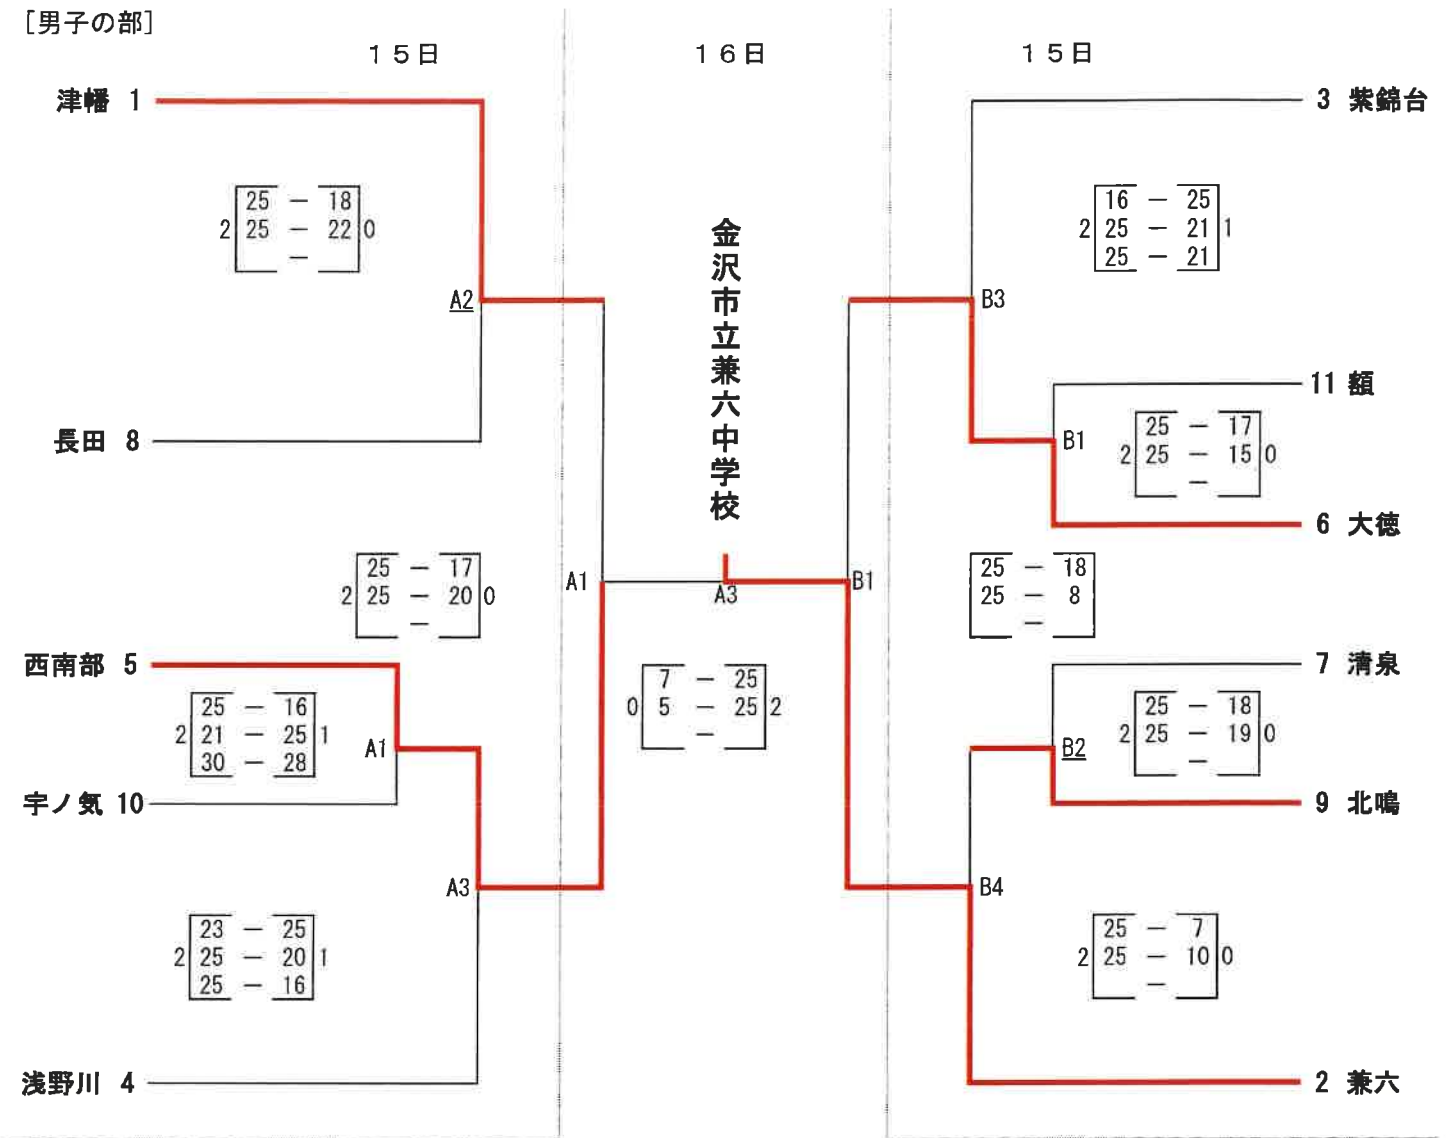 [男子の部]
15日
16日
15日
津幡 1
3 紫錦台
25 － 18
2 25 － 22 0
－
16 － 25
2 25 － 21 1
25 － 21
金沢市立兼六中学校
A2
B3
11 額
長田 8
B1
25 － 17
2 25 － 15 0
－
6 大徳
25 － 17
2 25 － 20 0
－
A1
A3
B1
25 － 18
25 － 8
－
西南部 5
7 清泉
25 － 16
2 21 － 25 1
30 － 28
A1
7 － 25
0 5 － 25 2
－
B2
25 － 18
2 25 － 19 0
－
宇ノ気 10
9 北鳴
A3
B4
23 － 25
2 25 － 20 1
25 － 16
25 － 7
2 25 － 10 0
－
浅野川 4
2 兼六